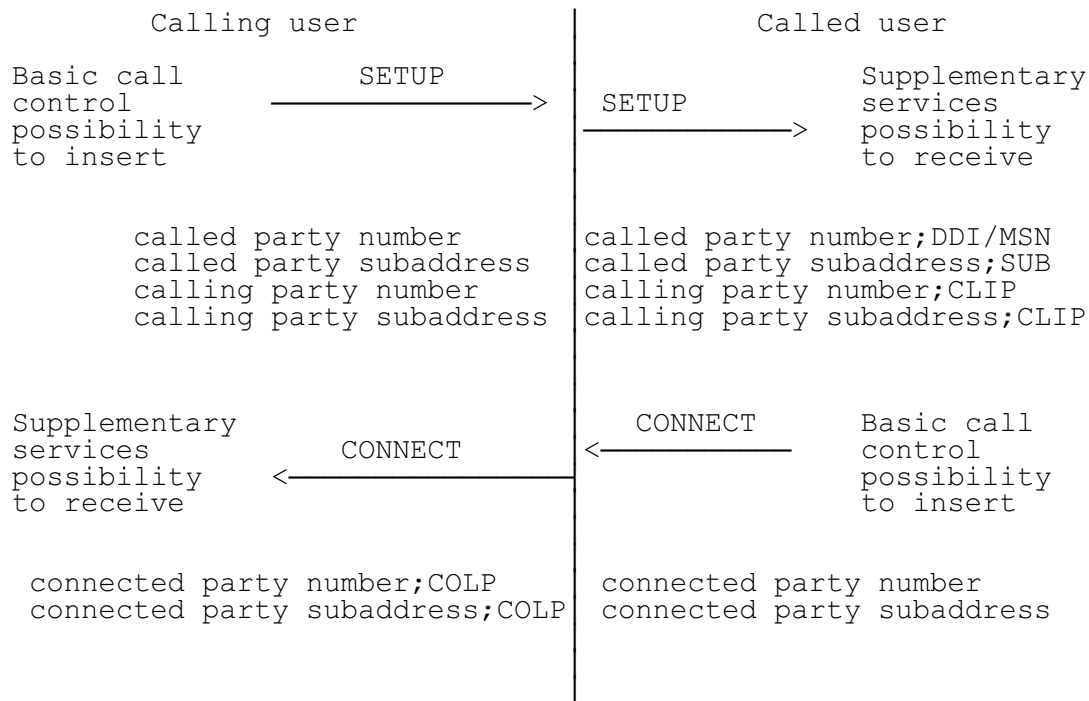 Calling user
Called user
Basic call
control
possibility
to insert
SETUP
SETUP
Supplementary
services
possibility
to receive
called party number
called party subaddress
calling party number
calling party subaddress
called party number;DDI/MSN
called party subaddress;SUB
calling party number;CLIP
calling party subaddress;CLIP
Supplementary
services
possibility
to receive
CONNECT
CONNECT
Basic call
control
possibility
to insert
connected party number;COLP
connected party subaddress;COLP
connected party number
connected party subaddress